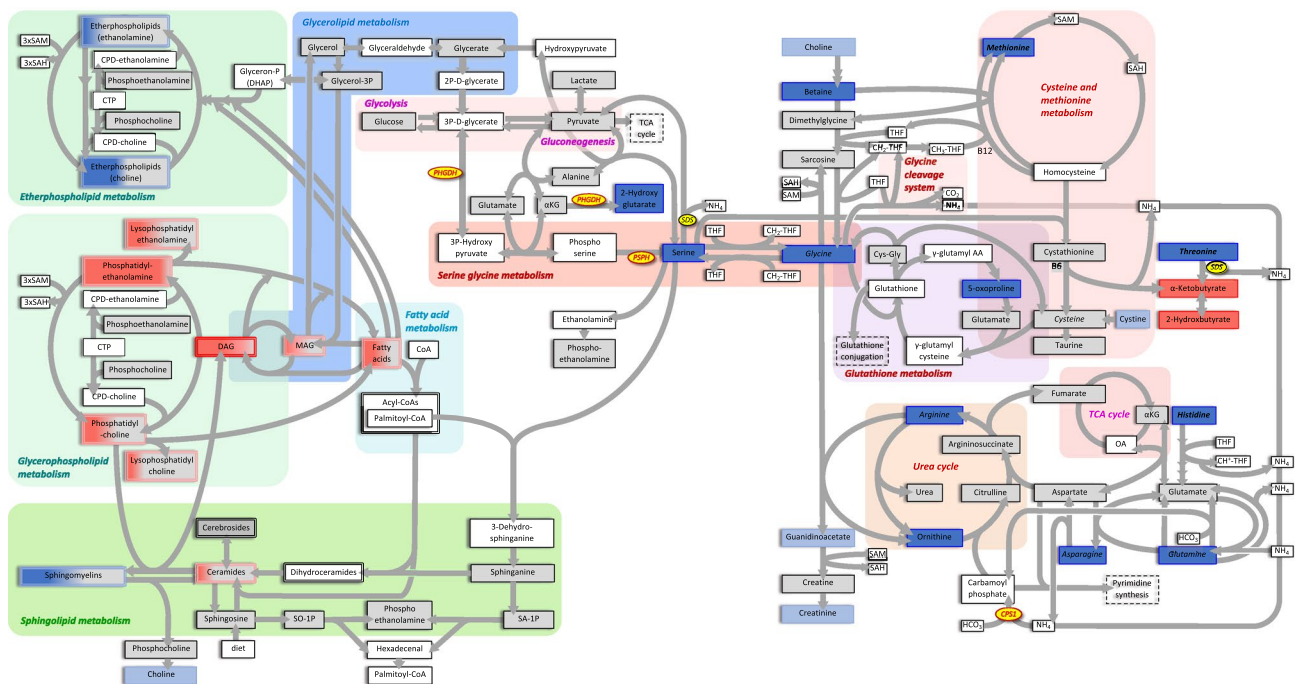 Etherphospholipids
(ethanolamine)
3xSAM
3xSAH
CPD-ethanolamine
Phosphoethanolamine
CTP
Phosphocholine
CPD-choline
Etherphospholipids
(choline)
Etherphospholipid metabolism
Glyceron-P
(DHAP)
Glycerolipid metabolism
Glycerol
Glyceraldehyde
Glycerate
Hydroxypyruvate
Glycerol-3P
2P-D-glycerate
Lactate
Glycolysis
Glucose
3P-D-glycerate
Pyruvate
TCA
cycle
Gluconeogenesis
PHGDH
Alanine
Glutamate
αKG
PHGDH
2-Hydroxy
glutarate
SDS
NH4
3P-Hydroxy
pyruvate
Phospho
serine
PSPH
Serine
THF
CH2-THF
THF
CH2-THF
Glycine
Serine glycine metabolism
Ethanolamine
Phospho-
ethanolamine
Choline
Betaine
Dimethylglycine
Sarcosine
SAH
SAM
THF
CH2-THF
CH3-THF
B12
THF
Glycine
cleavage
system
CO2
NH4
SAM
Methionine
SAH
Cysteine and
methionine
metabolism
Homocysteine
NH4
Cystathione
B6
Threonine
SDS
NH4
α-Ketobutyrate
2-Hydroxbutyrate
Cysteine
Cystine
Taurine
Cys-Gly
γ-glutamyl AA
Glutathione
5-oxoproline
Glutamate
Glutathione
conjugation
γ-glutamyl
cysteine
Glutathione metabolism
Lysophosphatidyl
ethanolamine
Phosphatidyl-
ethanolamine
3xSAM
3xSAH
CPD-ethanolamine
Phosphoethanolamine
CTP
Phosphocholine
CPD-choline
Phosphatidyl
-choline
Lysophosphatidyl
choline
Glycerophospholipid
metabolism
DAG
MAG
Fatty
acids
Fatty acid
metabolism
CoA
Acyl-CoAs
Palmitoyl-CoA
Cerebrosides
3-Dehydro-
sphinganine
Sphingomyelins
Ceramides
Dihydroceramides
Sphinganine
Sphingosine
SO-1P
Phospho
ethanolamine
SA-1P
Sphingolipid metabolism
Phosphocholine
diet
Hexadecenal
Choline
Palmitoyl-CoA
Arginine
Fumarate
TCA cycle
αKG
Histidine
OA
THF
CH+-THF
NH4
Argininosuccinate
Urea cycle
Urea
Citrulline
Aspartate
Glutamate
NH4
Guanidinoacetate
Ornithine
HCO3
Asparagine
Glutamine
NH4
SAM
SAH
Creatine
Creatinine
Carbamoyl
phosphate
Pyrimidine
synthesis
CPS1
HCO3
NH4